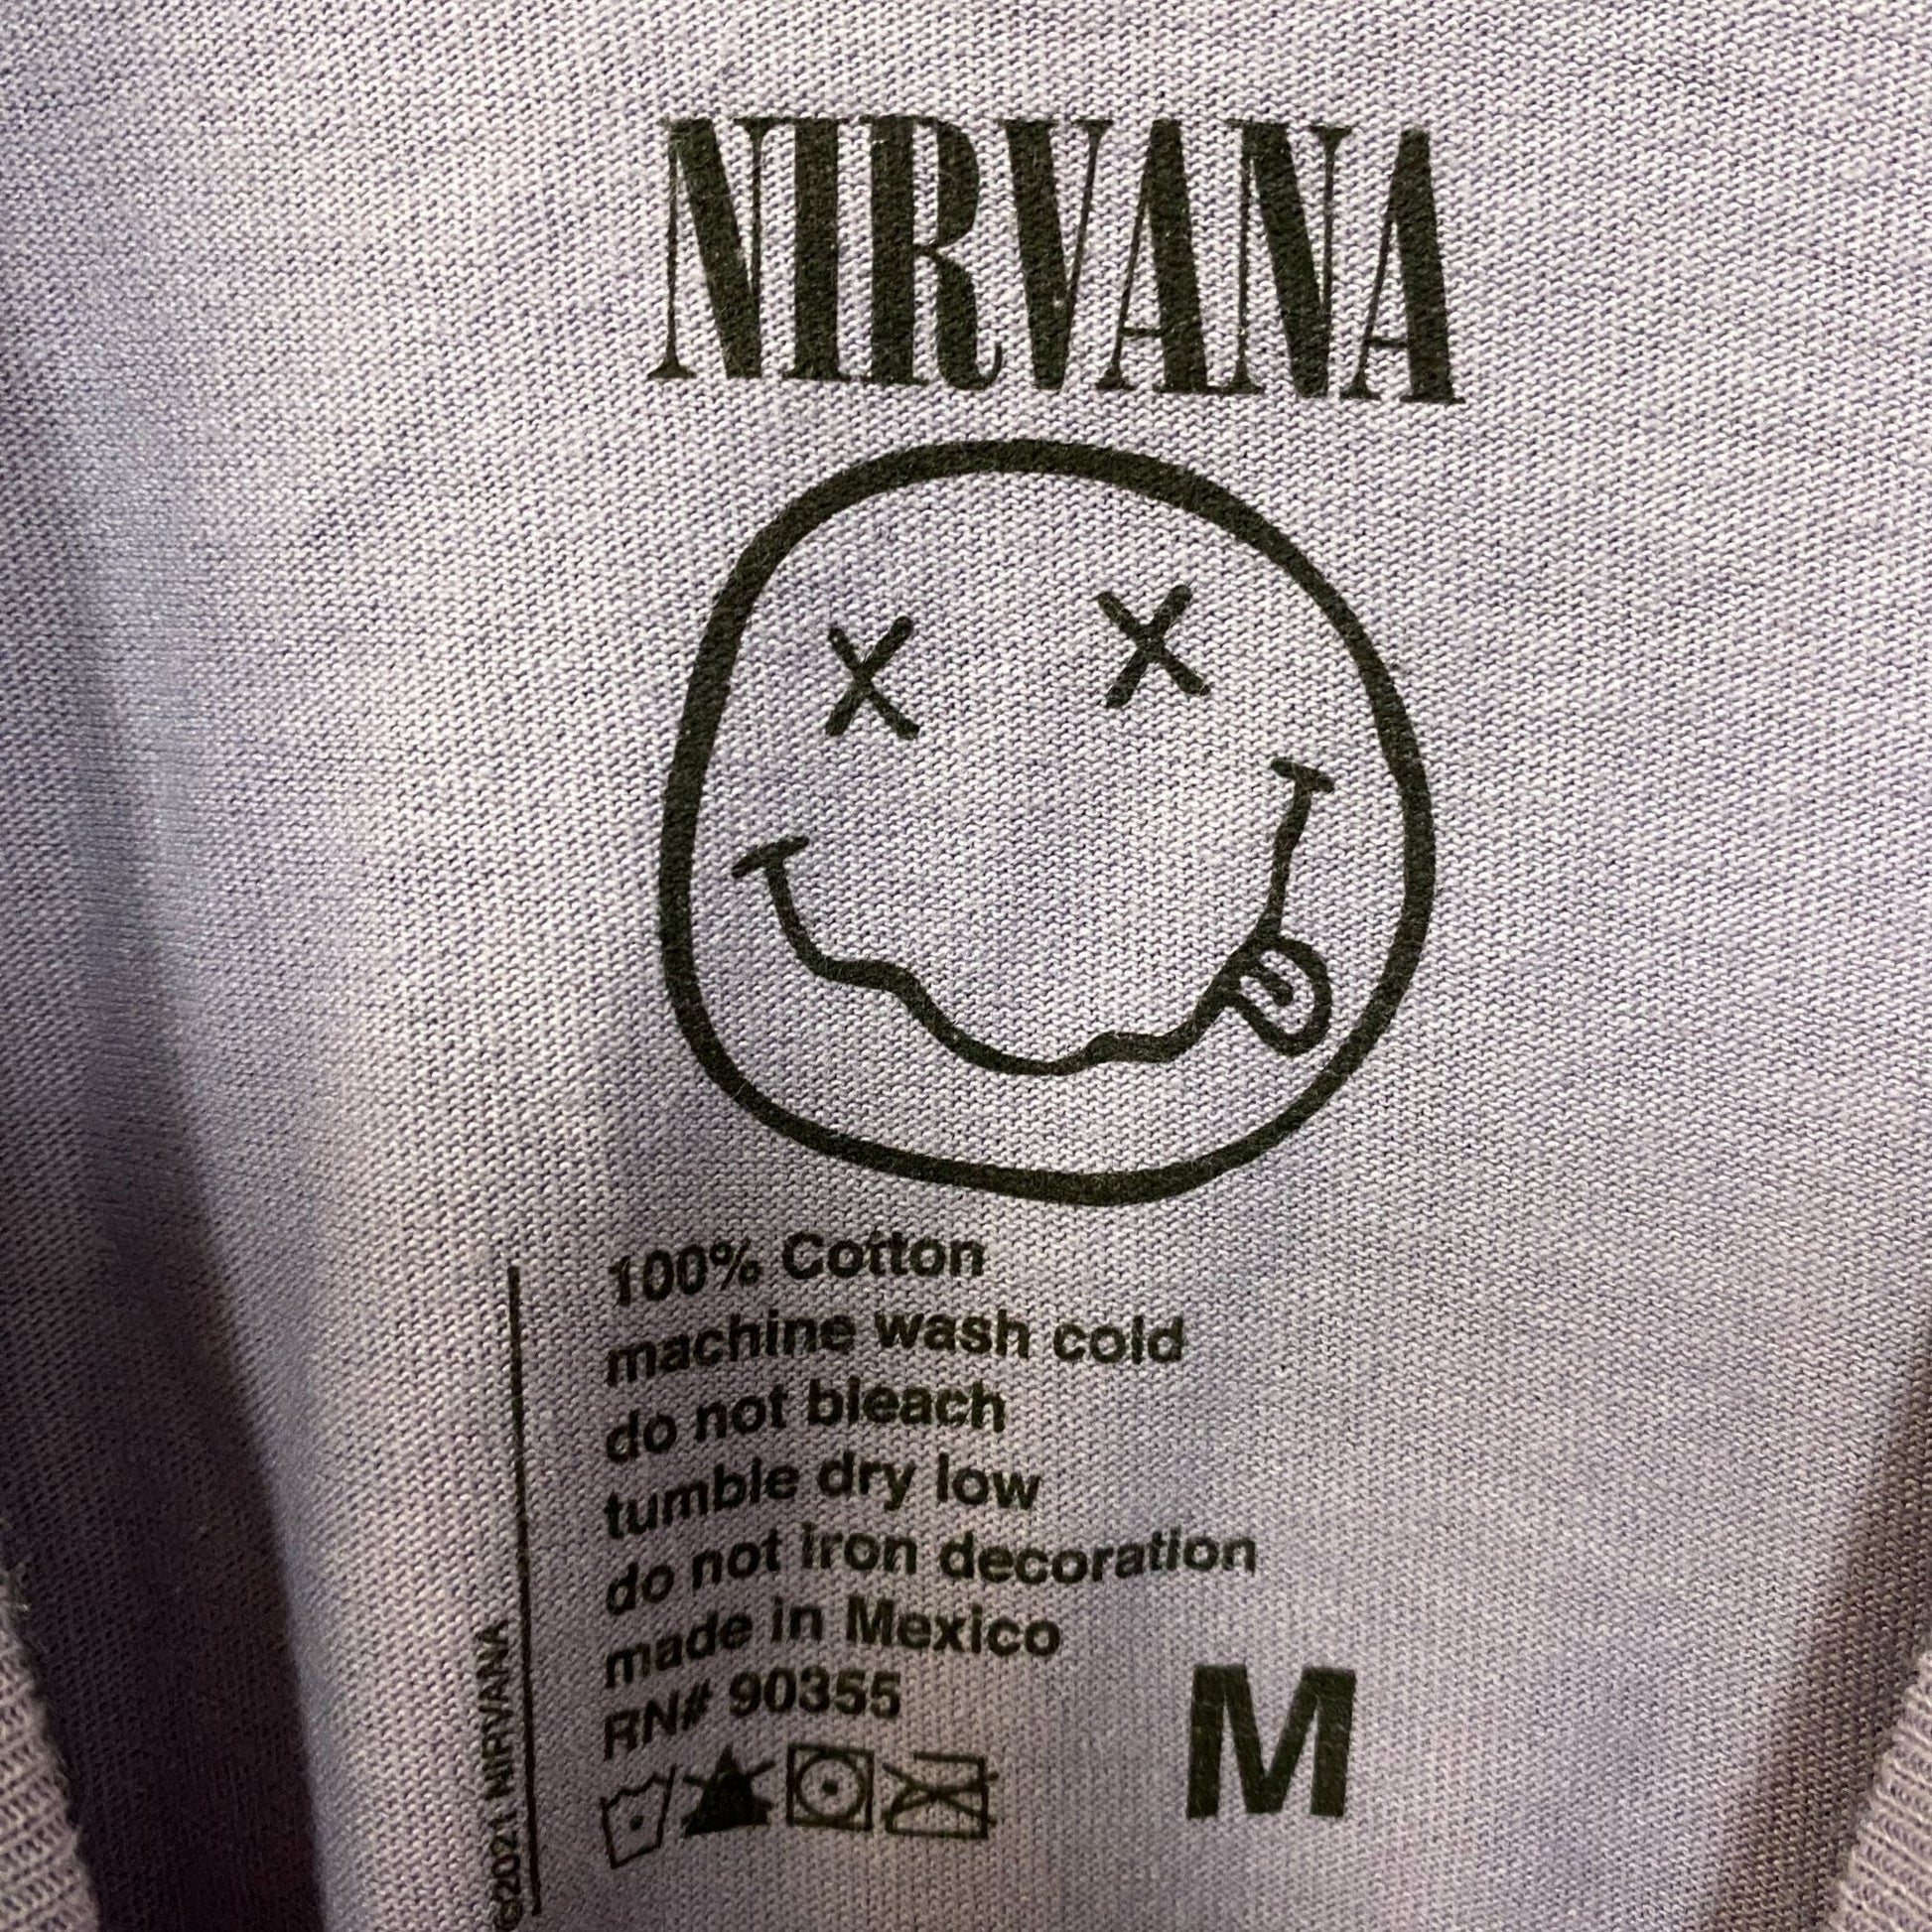 NIRVANA
100% Cotton
machine wash cold
do not bleach
tumble dry low
do not iron decoration
made in Mexico
RN# 90355
M
©2021 NIRVANA